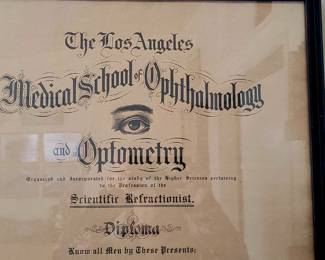 The Los Angeles
Medical School of Ophthalmology
and Optometry
Organized and Incorporated for the study of the Higher Sciences pertaining
to the Profession of the
Scientific Refractionist.
Diploma
Know all Men by These Presents: